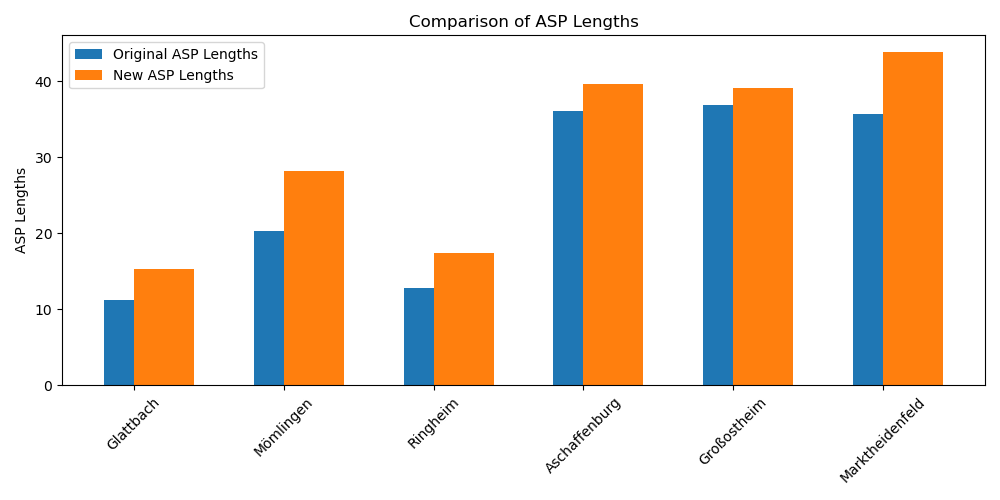 Comparison of ASP Lengths
Original ASP Lengths
New ASP Lengths
ASP Lengths
40
30
20
10
0
Glattbach
Mömlingen
Ringheim
Aschaffenburg
Großostheim
Marktheidenfeld